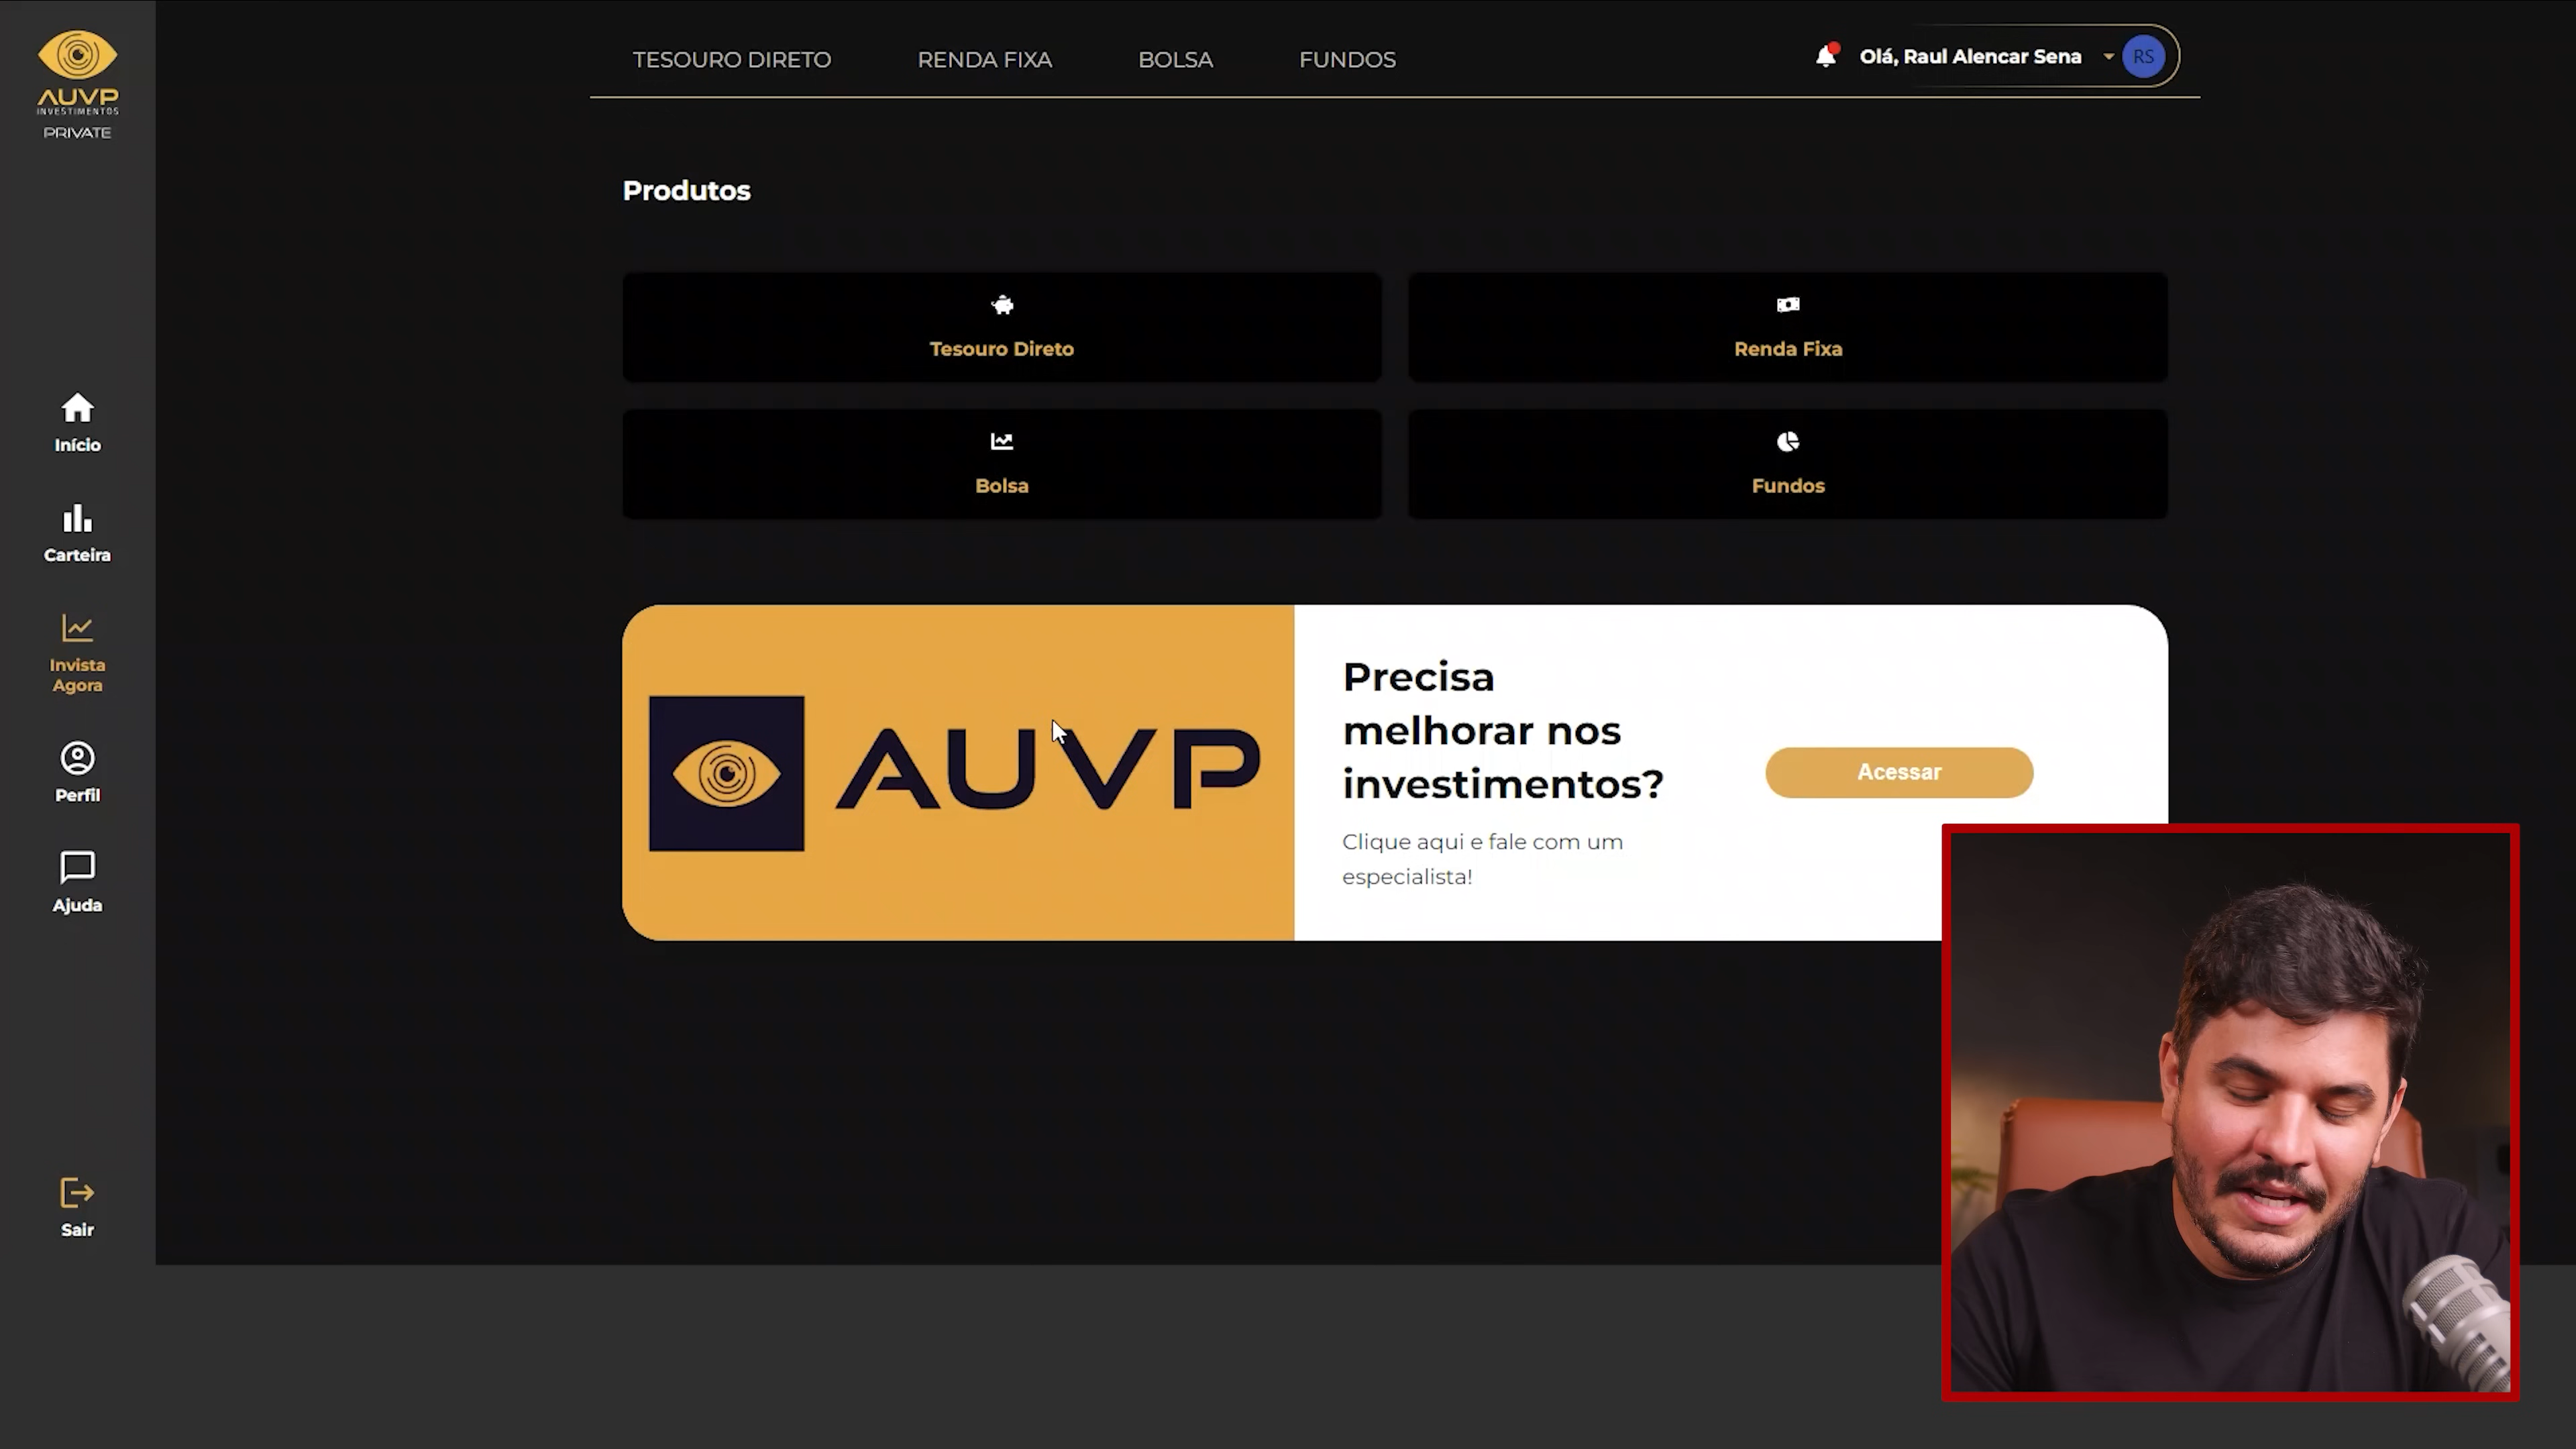 AUVP
INVESTIMENTOS
PRIVATE
TESOURO DIRETO
RENDA FIXA
BOLSA
FUNDOS
Olá, Raul Alencar Sena
RS
Produtos
Tesouro Direto
Renda Fixa
Bolsa
Fundos
Início
Carteira
Invista
Agora
Perfil
Ajuda
Sair
AUVP
Precisa
melhorar nos
investimentos?
Clique aqui e fale com um
especialista!
Acessar